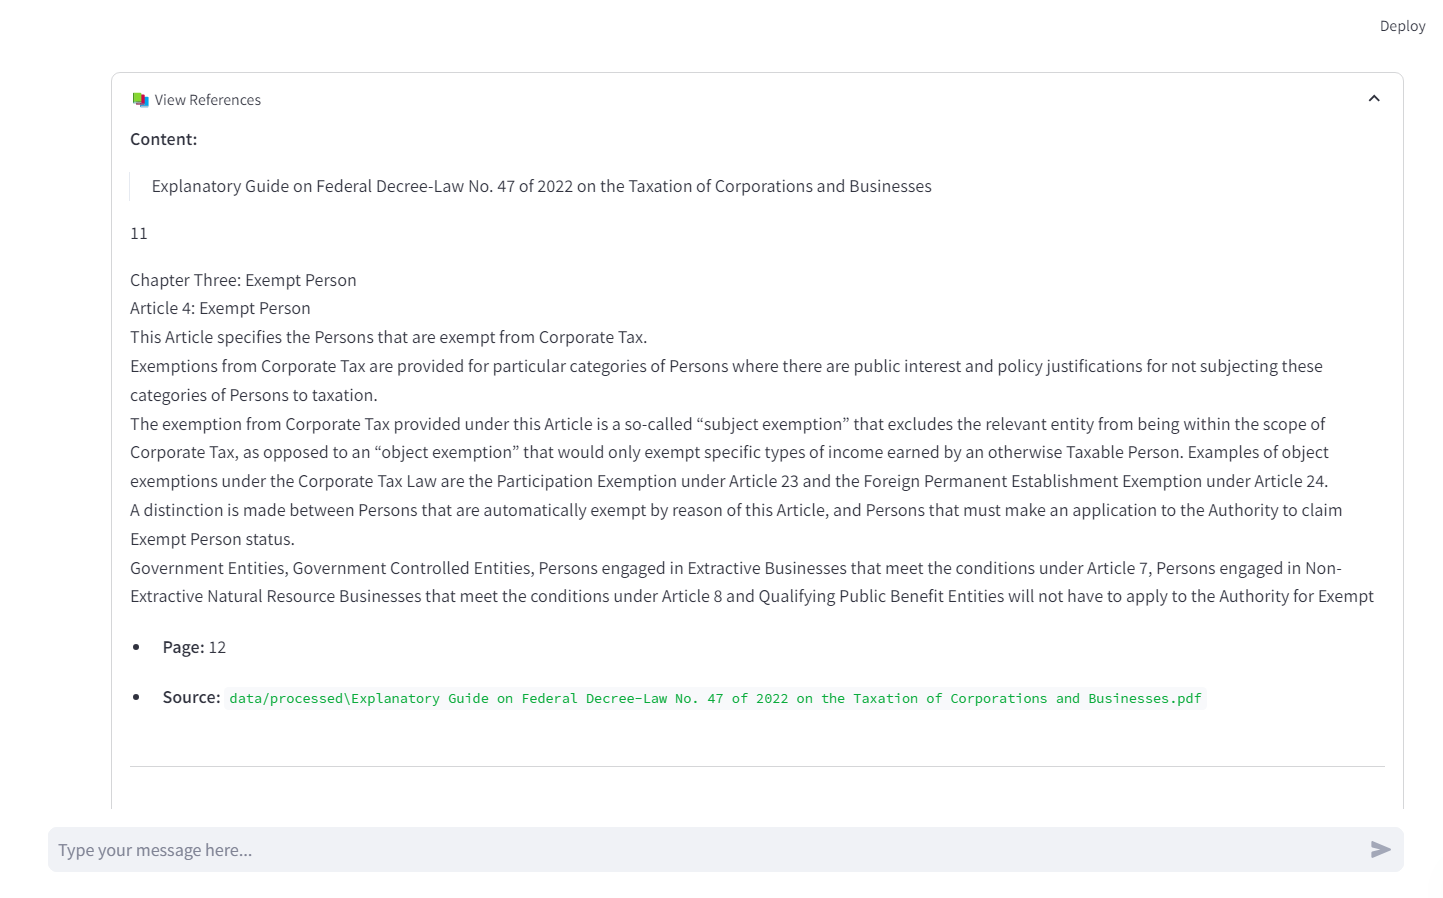 Deploy
View References
Content:
Explanatory Guide on Federal Decree-Law No. 47 of 2022 on the Taxation of Corporations and Businesses
11
Chapter Three: Exempt Person
Article 4: Exempt Person
This Article specifies the Persons that are exempt from Corporate Tax.
Exemptions from Corporate Tax are provided for particular categories of Persons where there are public interest and policy justifications for not subjecting these
categories of Persons to taxation.
The exemption from Corporate Tax provided under this Article is a so-called “subject exemption” that excludes the relevant entity from being within the scope of
Corporate Tax, as opposed to an “object exemption” that would only exempt specific types of income earned by an otherwise Taxable Person. Examples of object
exemptions under the Corporate Tax Law are the Participation Exemption under Article 23 and the Foreign Permanent Establishment Exemption under Article 24.
A distinction is made between Persons that are automatically exempt by reason of this Article, and Persons that must make an application to the Authority to claim
Exempt Person status.
Government Entities, Government Controlled Entities, Persons engaged in Extractive Businesses that meet the conditions under Article 7, Persons engaged in Non-
Extractive Natural Resource Businesses that meet the conditions under Article 8 and Qualifying Public Benefit Entities will not have to apply to the Authority for Exempt
• Page: 12
• Source: data/processed\Explanatory Guide on Federal Decree-Law No. 47 of 2022 on the Taxation of Corporations and Businesses.pdf
Type your message here...